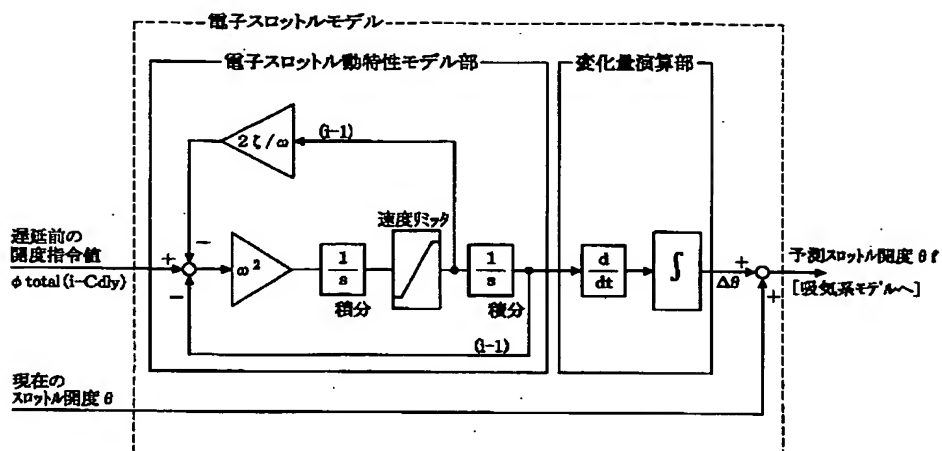 電子スロットルモデル
電子スロットル動特性モデル部
変化量演算部
2ζ/ω
(i-1)
速度リミッタ
遅延前の
開度指令値
φtotal(i-Cdly)
+
−
−
ω²
1
s
積分
1
s
積分
(i-1)
d
dt
∫
Δθ
+
+
予測スロットル開度θf
[吸気系モデルへ]
現在の
スロットル開度θ